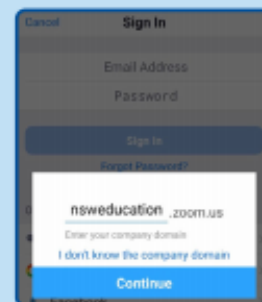 Cancel Sign In
Email Address
Password
Sign In
Forgot Password?
nsweducation .zoom.us
Enter your company domain
I don't know the company domain
Continue